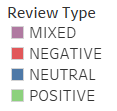 Review Type
MIXED
NEGATIVE
NEUTRAL
POSITIVE